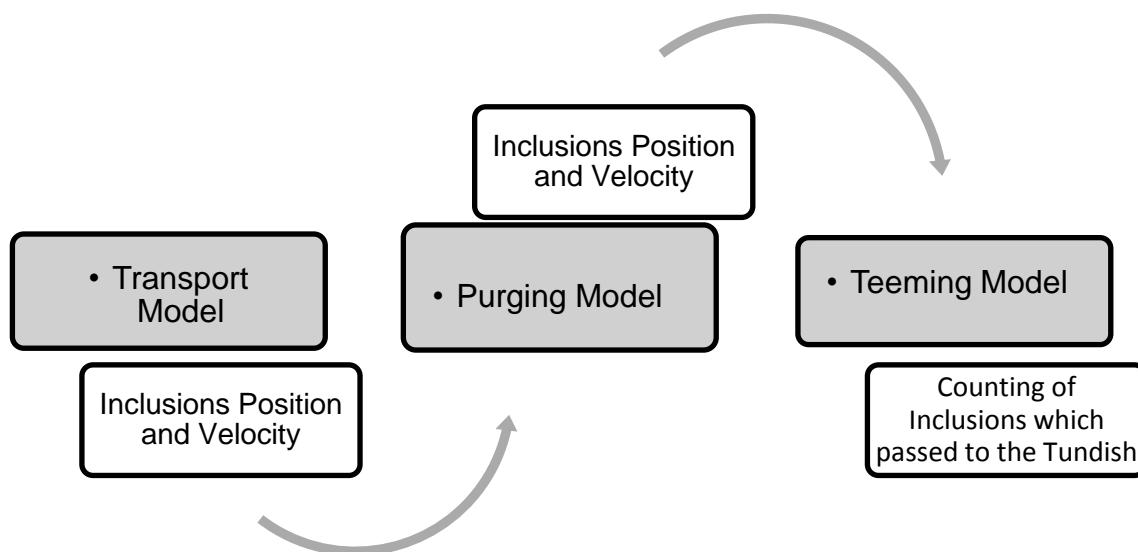 • Transport
Model
Inclusions Position
and Velocity
Inclusions Position
and Velocity
• Purging Model
• Teeming Model
Counting of
Inclusions which
passed to the Tundish